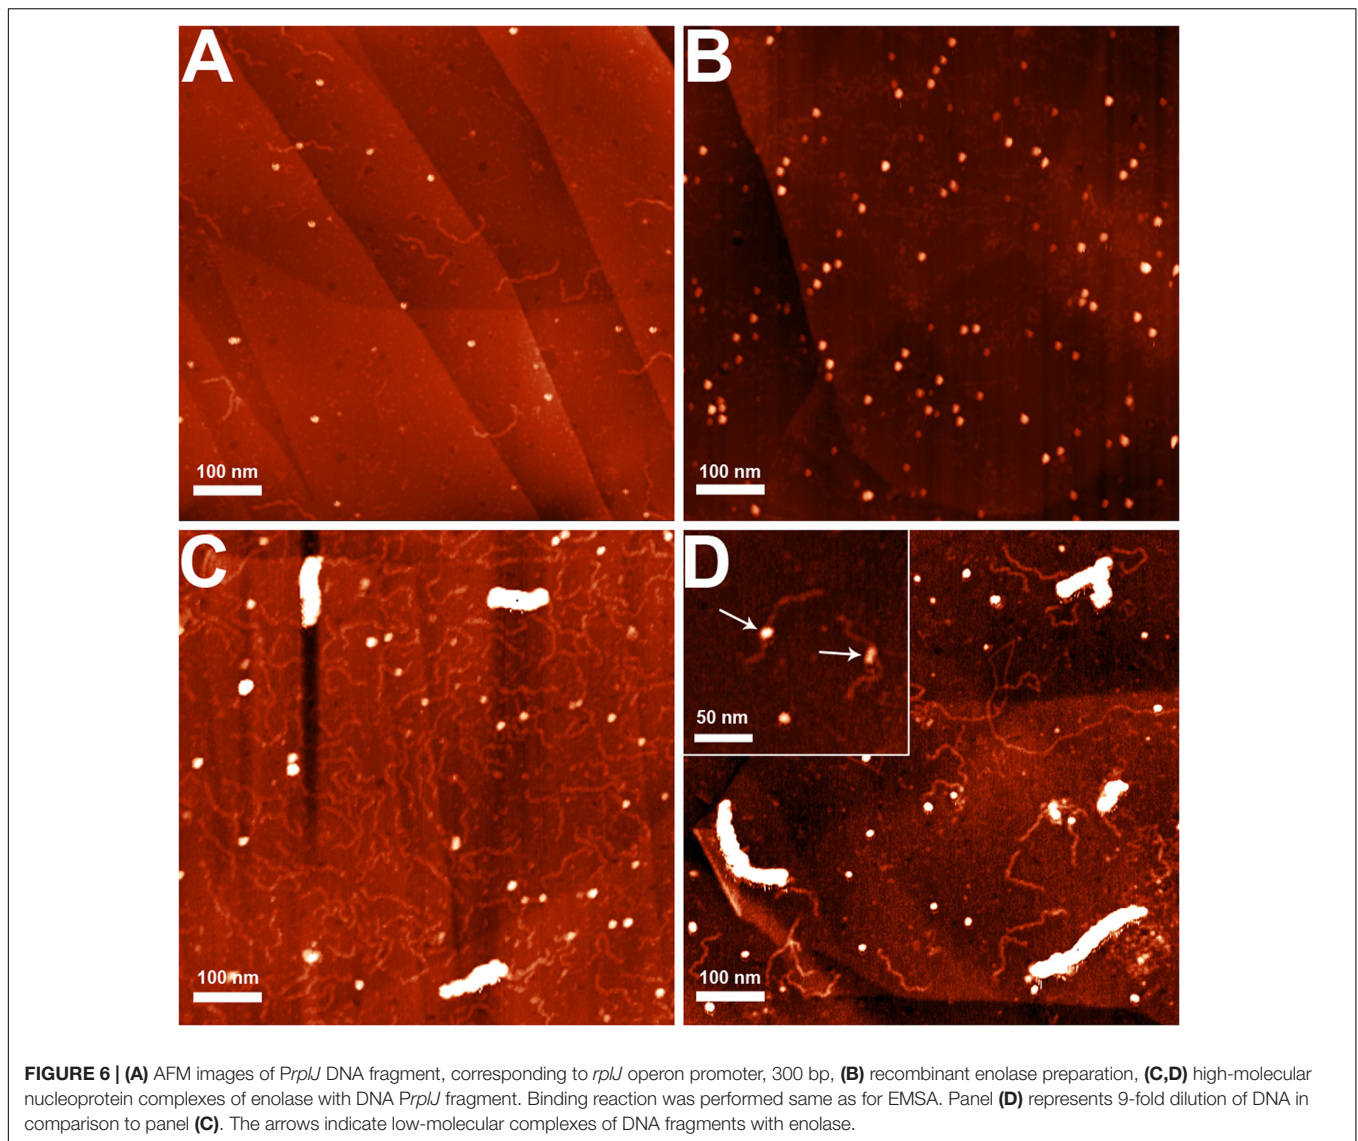 A
B
100 nm
100 nm
C
D
50 nm
100 nm
100 nm
FIGURE 6 | (A) AFM images of PrplJ DNA fragment, corresponding to rplJ operon promoter, 300 bp, (B) recombinant enolase preparation, (C,D) high-molecular
nucleoprotein complexes of enolase with DNA PrplJ fragment. Binding reaction was performed same as for EMSA. Panel (D) represents 9-fold dilution of DNA in
comparison to panel (C). The arrows indicate low-molecular complexes of DNA fragments with enolase.